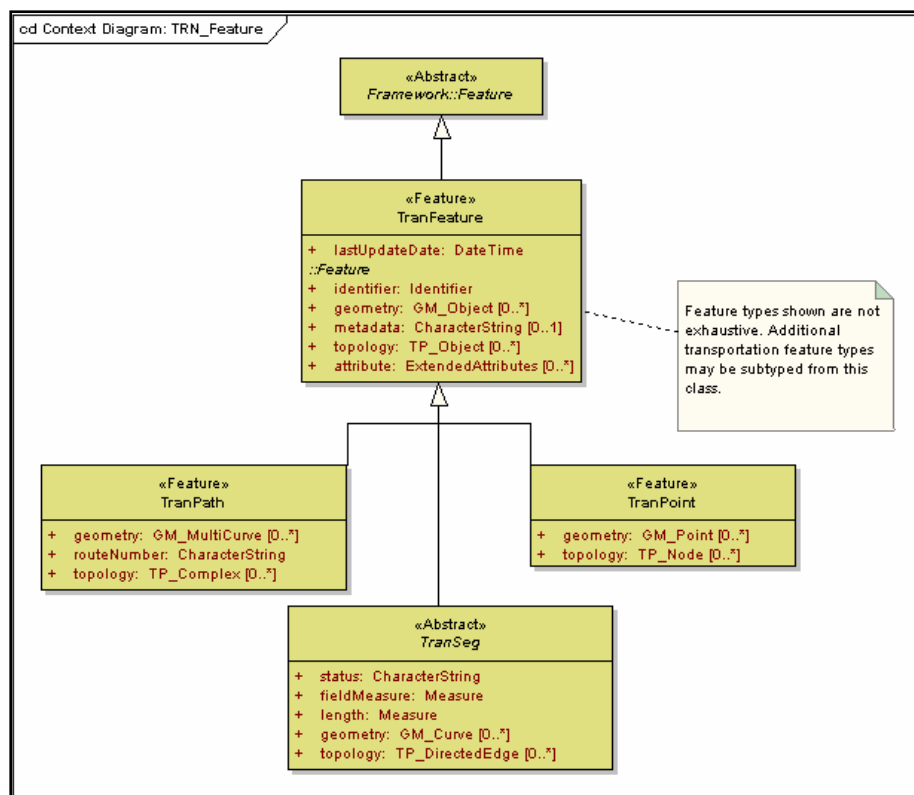 cd Context Diagram: TRN_Feature
«Abstract»
Framework::Feature
«Feature»
TranFeature
+ lastUpdateDate: DateTime
::Feature
+ identifier: Identifier
+ geometry: GM_Object [0..*]
+ metadata: CharacterString [0..1]
+ topology: TP_Object [0..*]
+ attribute: ExtendedAttributes [0..*]
Feature types shown are not
exhaustive. Additional
transportation feature types
may be subtyped from this
class.
«Feature»
TranPath
+ geometry: GM_MultiCurve [0..*]
+ routeNumber: CharacterString
+ topology: TP_Complex [0..*]
«Feature»
TranPoint
+ geometry: GM_Point [0..*]
+ topology: TP_Node [0..*]
«Abstract»
TranSeg
+ status: CharacterString
+ fieldMeasure: Measure
+ length: Measure
+ geometry: GM_Curve [0..*]
+ topology: TP_DirectedEdge [0..*]